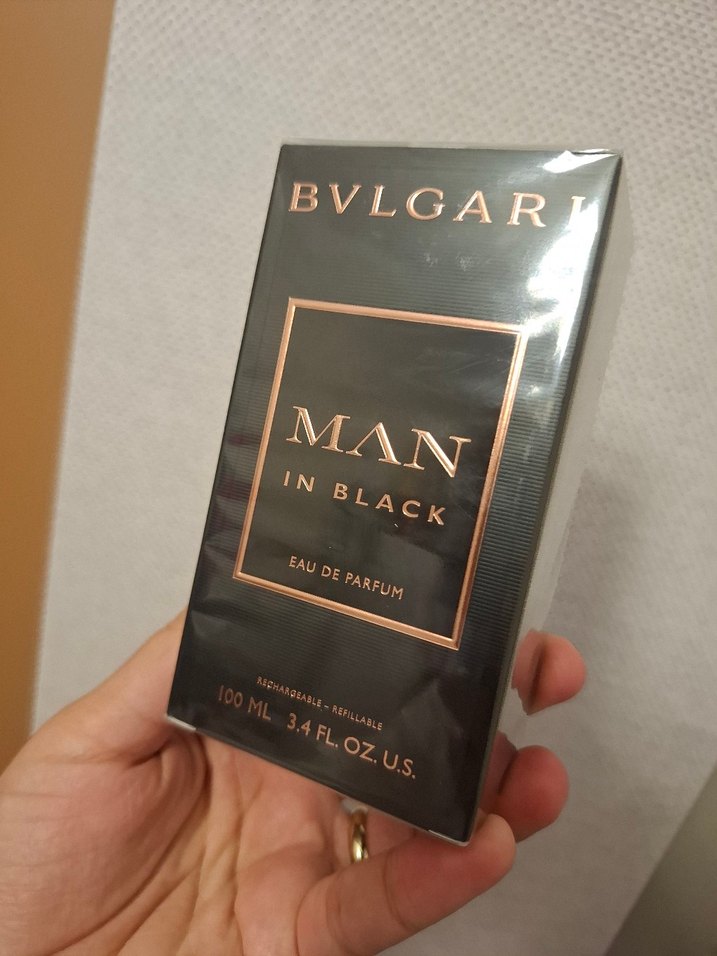 BVLGARI
MAN
IN BLACK
EAU DE PARFUM
RECHARGEABLE – REFILLABLE
100 ML 3.4 FL. OZ. U.S.